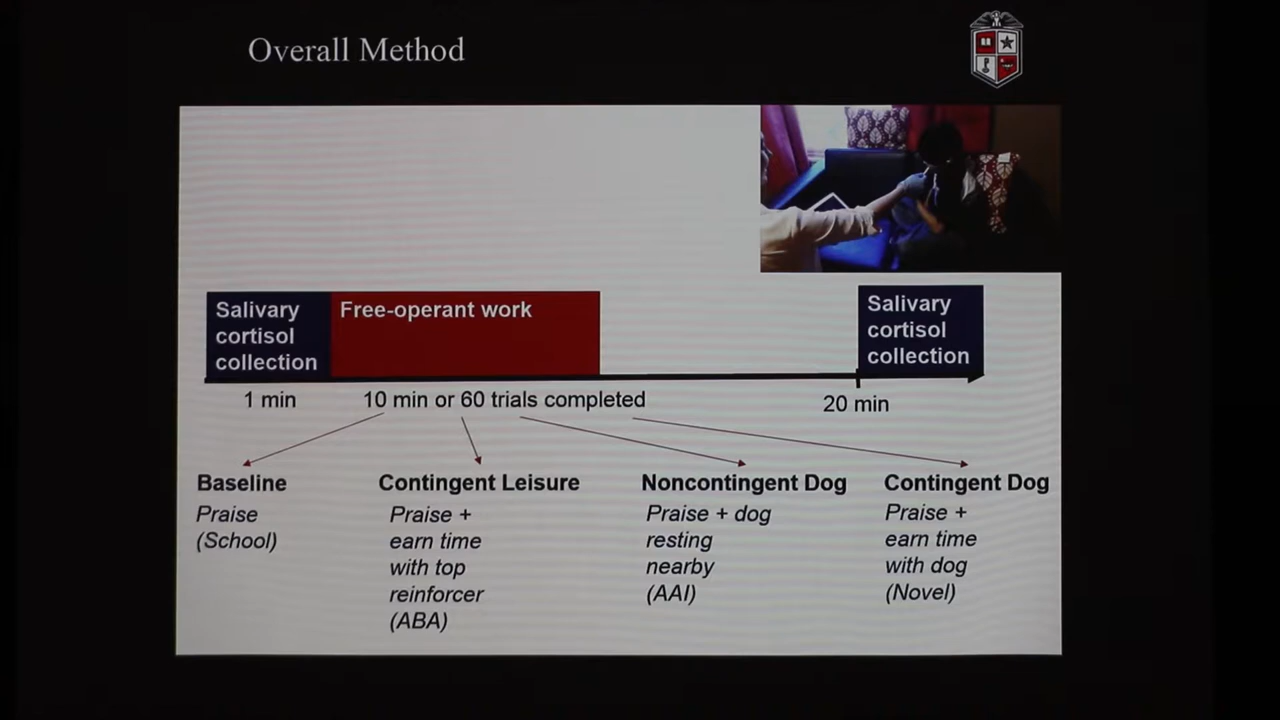 Overall Method
Salivary
cortisol
collection
Free-operant work
Salivary
cortisol
collection
1 min
10 min or 60 trials completed
20 min
Baseline
Praise
(School)
Contingent Leisure
Praise +
earn time
with top
reinforcer
(ABA)
Noncontingent Dog
Praise + dog
resting
nearby
(AAI)
Contingent Dog
Praise +
earn time
with dog
(Novel)